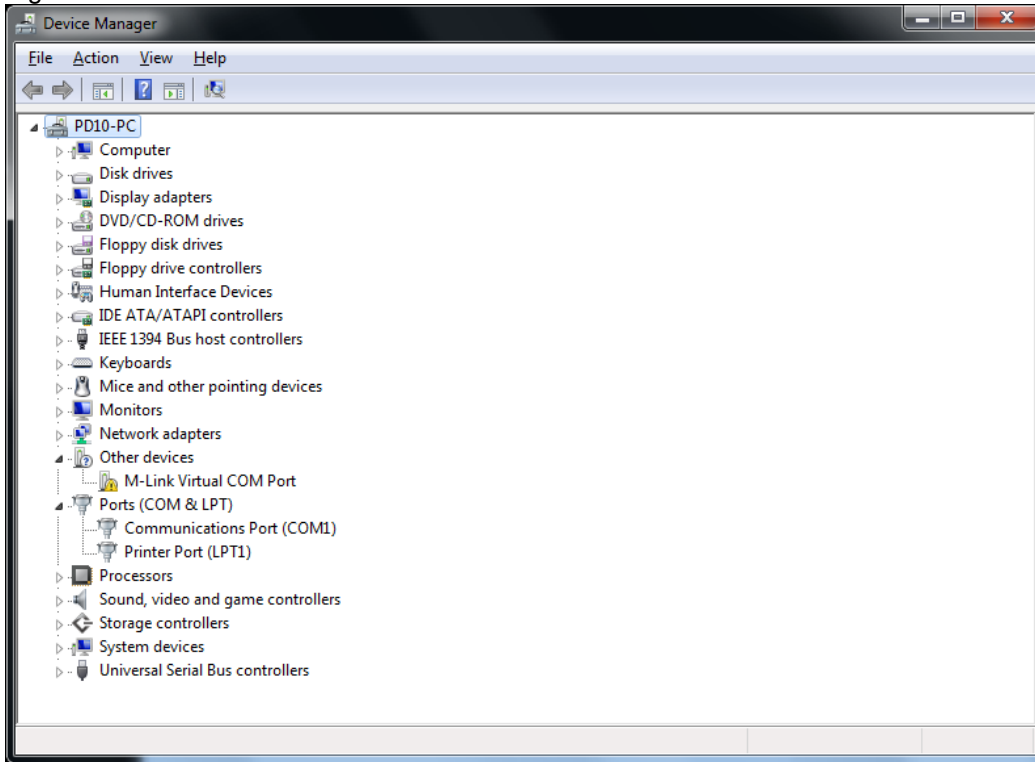 Device Manager
File Action View Help
PD10-PC
Computer
Disk drives
Display adapters
DVD/CD-ROM drives
Floppy disk drives
Floppy drive controllers
Human Interface Devices
IDE ATA/ATAPI controllers
IEEE 1394 Bus host controllers
Keyboards
Mice and other pointing devices
Monitors
Network adapters
Other devices
M-Link Virtual COM Port
Ports (COM & LPT)
Communications Port (COM1)
Printer Port (LPT1)
Processors
Sound, video and game controllers
Storage controllers
System devices
Universal Serial Bus controllers